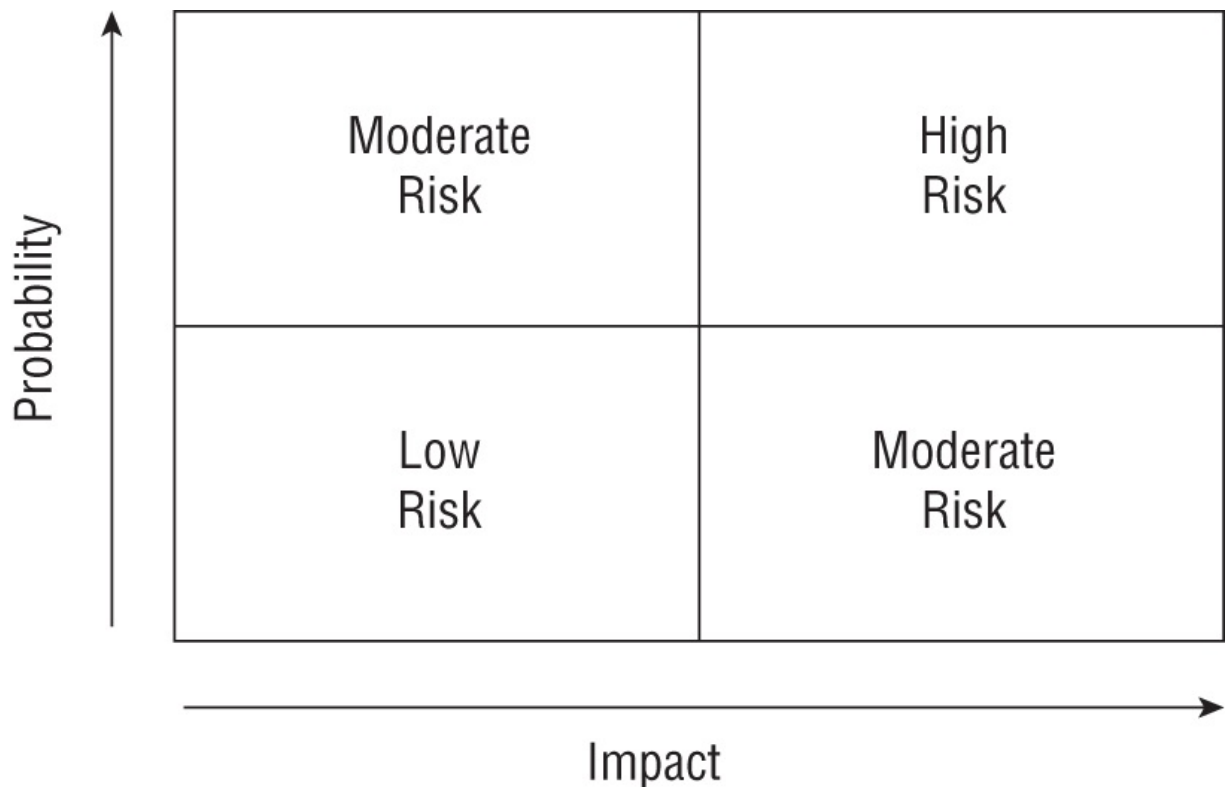 Probability
Moderate
Risk
High
Risk
Low
Risk
Moderate
Risk
Impact